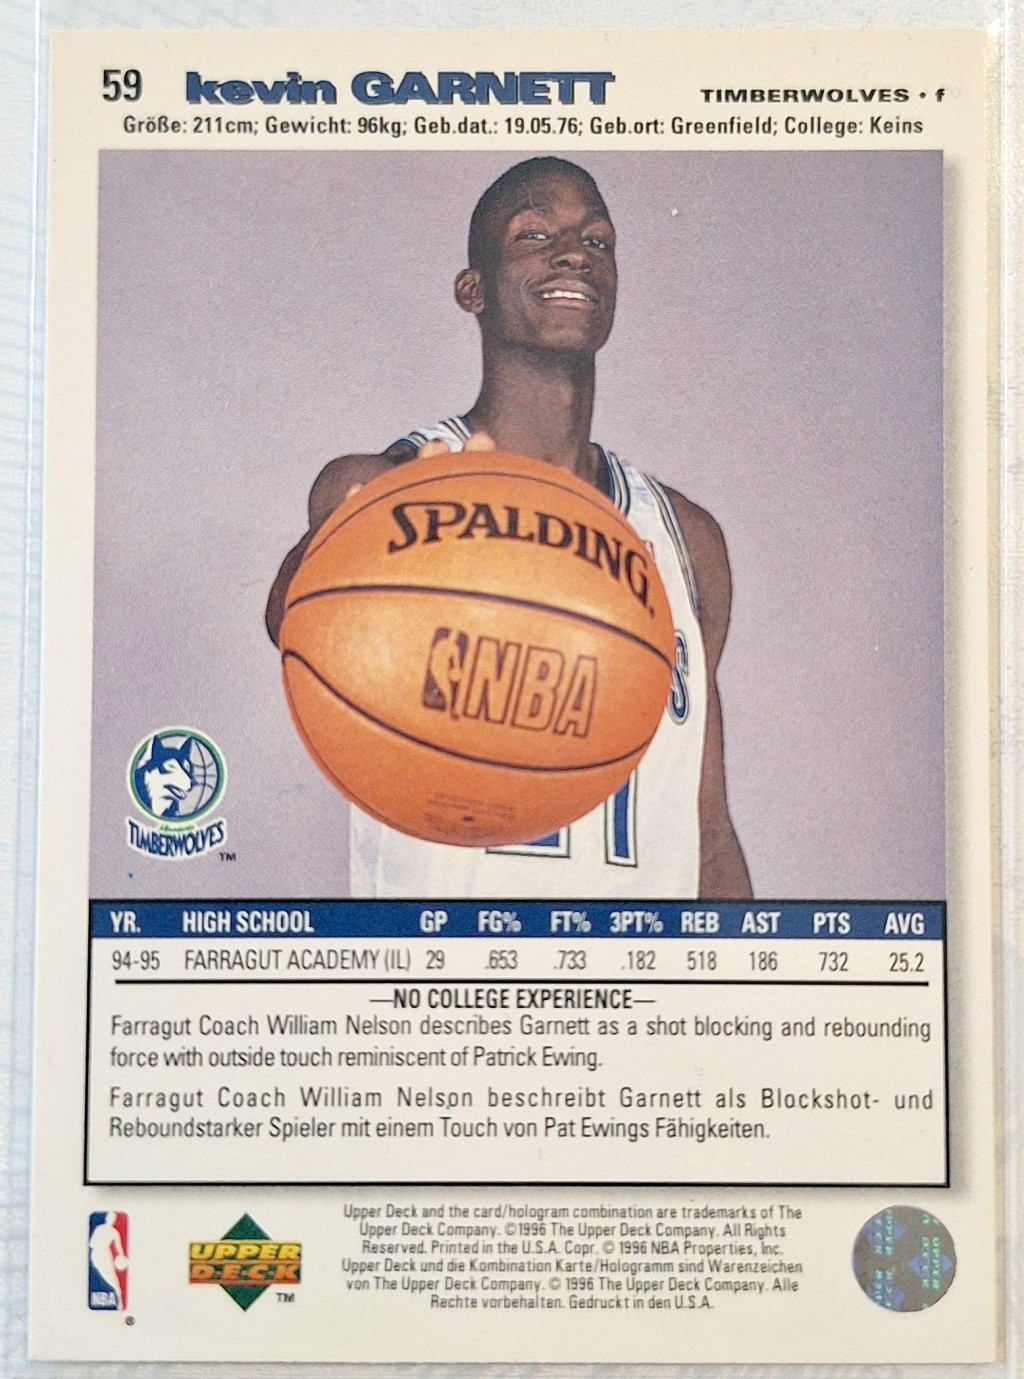 59 kevin GARNETT TIMBERWOLVES • f
Größe: 211cm; Gewicht: 96kg; Geb.dat.: 19.05.76; Geb.ort: Greenfield; College: Keins
SPALDING
NBA
S
21
TIMBERWOLVES TM
YR. HIGH SCHOOL GP FG% FT% 3PT% REB AST PTS AVG
94-95 FARRAGUT ACADEMY (IL) 29 .653 .733 .182 518 186 732 25.2
—NO COLLEGE EXPERIENCE—
Farragut Coach William Nelson describes Garnett as a shot blocking and rebounding
force with outside touch reminiscent of Patrick Ewing.
Farragut Coach William Nelson beschreibt Garnett als Blockshot- und
Reboundstarker Spieler mit einem Touch von Pat Ewings Fähigkeiten.
NBA ®
UPPER
DECK TM
Upper Deck and the card/hologram combination are trademarks of The
Upper Deck Company. ©1996 The Upper Deck Company. All Rights
Reserved. Printed in the U.S.A. Copr. © 1996 NBA Properties, Inc.
Upper Deck und die Kombination Karte/Hologramm sind Warenzeichen
von The Upper Deck Company. © 1996 The Upper Deck Company. Alle
Rechte vorbehalten. Gedruckt in den U.S.A.